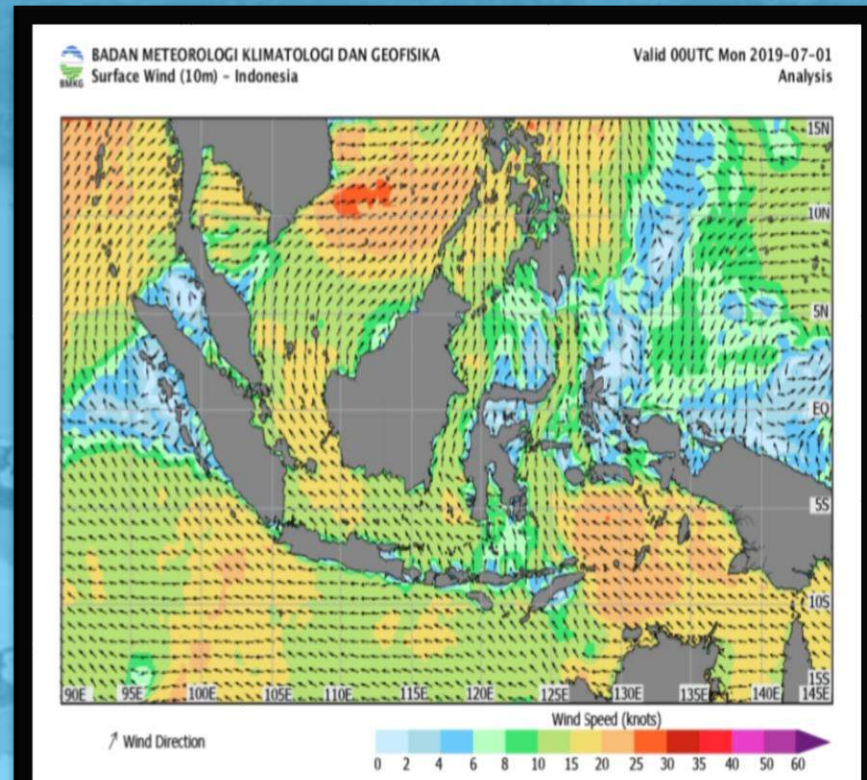 BADAN METEOROLOGI KLIMATOLOGI DAN GEOFISIKA
Surface Wind (10m) - Indonesia
BMKG
Valid 00UTC Mon 2019-07-01
Analysis
15N
10N
5N
EQ
5S
10S
15S
90E 95E 100E 105E 110E 115E 120E 125E 130E 135E 140E 145E
Wind Direction
Wind Speed (knots)
0 2 4 6 8 10 15 20 25 30 35 40 50 60